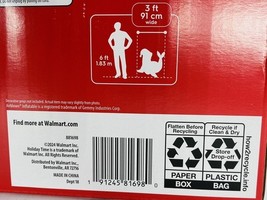 3 ft
91 cm
wide
6 ft
1.83 m
Find more at Walmart.com
©2024 Walmart Inc.
Holiday Time is a trademark of
Walmart Inc. All Rights Reserved.
Distributed by Walmart Inc.,
Bentonville, AR 72716
MADE IN CHINA
Dept 18
1 91245 81698 0
Flatten Before
Recycling
PAPER
BOX
Recycle if
Clean & Dry
Store
Drop-off
PLASTIC
BAG
how2recycle.info